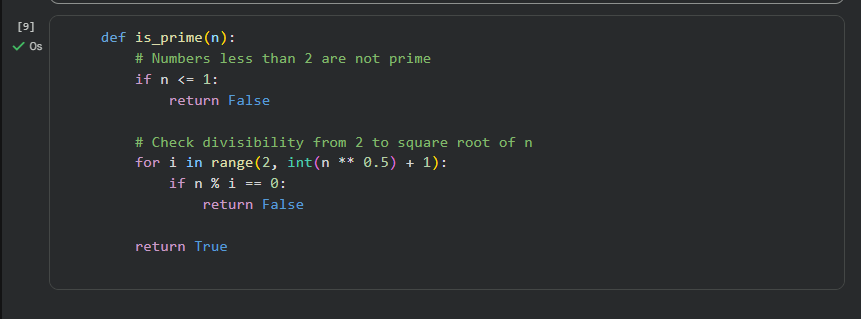 [9]
0s
def is_prime(n):
    # Numbers less than 2 are not prime
    if n <= 1:
        return False

    # Check divisibility from 2 to square root of n
    for i in range(2, int(n ** 0.5) + 1):
        if n % i == 0:
            return False

    return True